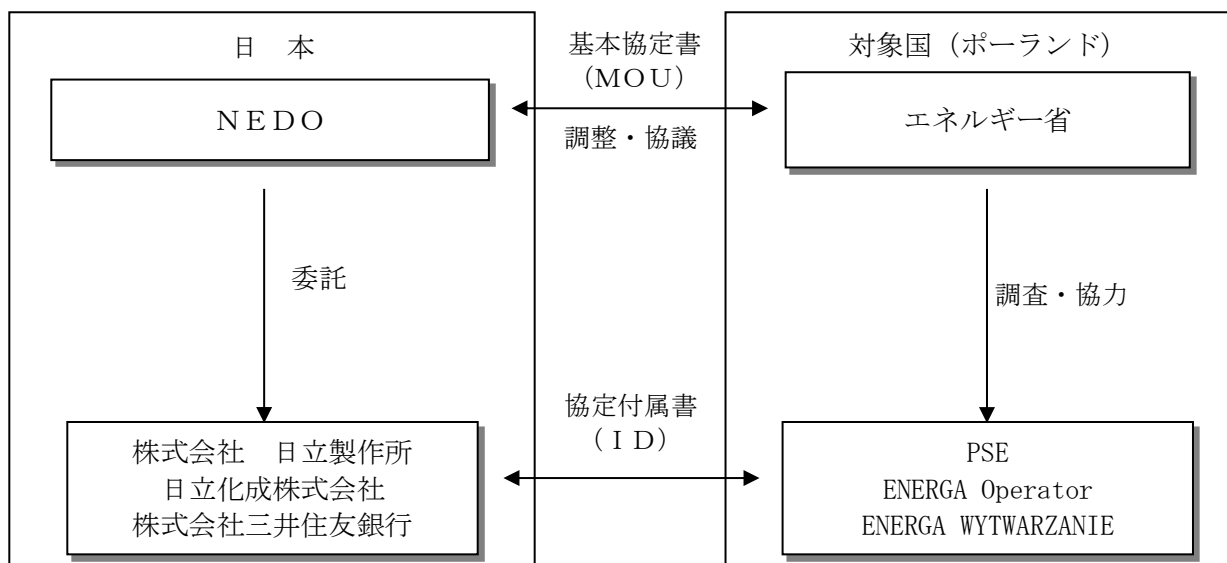 日　本
基本協定書
（ＭＯＵ）
対象国（ポーランド）
ＮＥＤＯ
調整・協議
エネルギー省
委託
調査・協力
協定付属書
（ＩＤ）
株式会社　日立製作所
日立化成株式会社
株式会社三井住友銀行
PSE
ENERGA Operator
ENERGA WYTWARZANIE